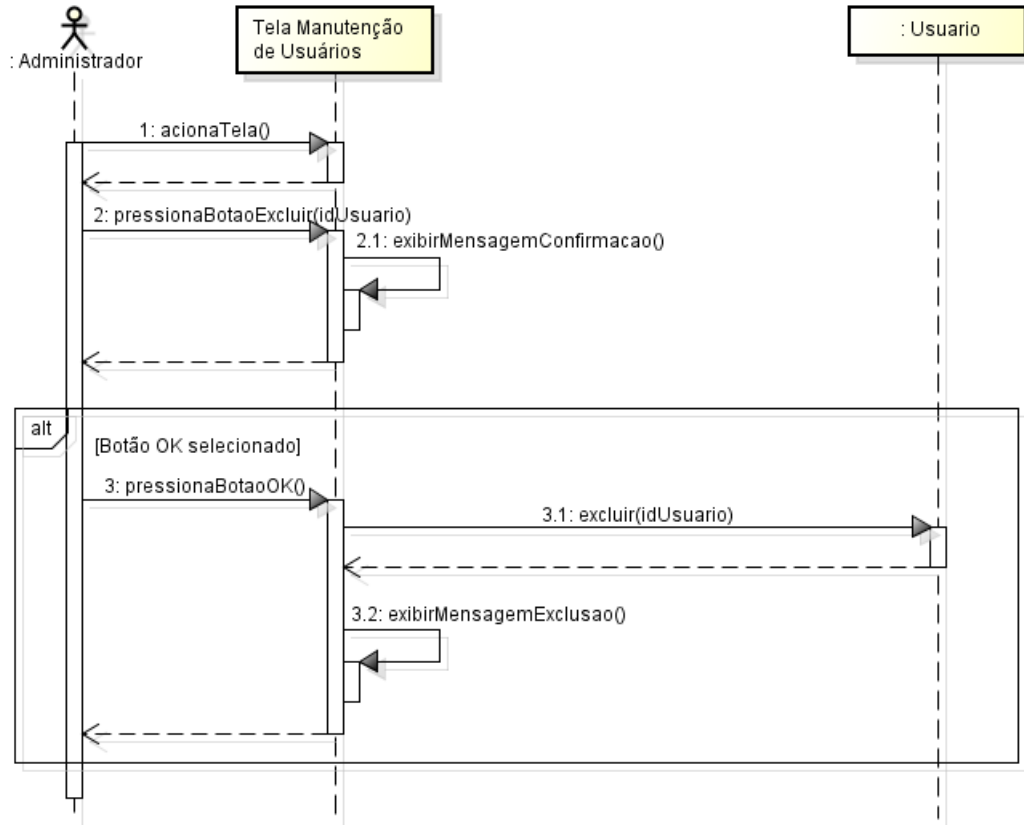 : Administrador
Tela Manutenção
de Usuários
: Usuario
1: acionaTela()
2: pressionaBotaoExcluir(idUsuario)
2.1: exibirMensagemConfirmacao()
alt
[Botão OK selecionado]
3: pressionaBotaoOK()
3.1: excluir(idUsuario)
3.2: exibirMensagemExclusao()